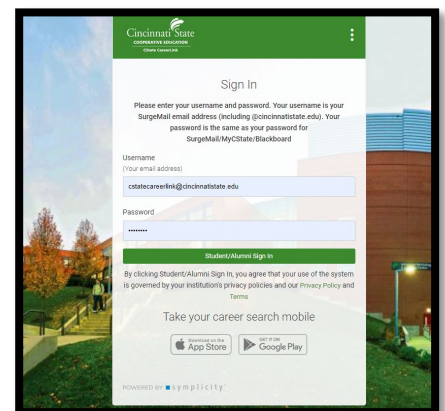 Cincinnati State
COOPERATIVE EDUCATION
CState CareerLink
Sign In
Please enter your username and password. Your username is your
SurgeMail email address (including @cincinnatistate.edu). Your
password is the same as your password for
SurgeMail/MyCState/Blackboard
Username
(Your email address)
cstatecareerlink@cincinnatistate.edu
Password
••••••••
Student/Alumni Sign In
By clicking Student/Alumni Sign In, you agree that your use of the system
is governed by your institution's privacy policies and our Privacy Policy and
Terms
Take your career search mobile
Download on the
App Store
GET IT ON
Google Play
POWERED BY symplicity